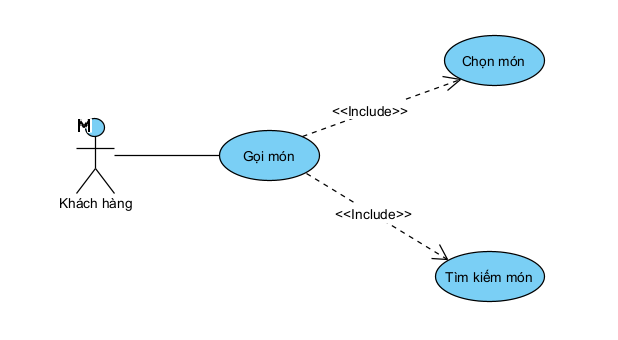 Chọn món
<<Include>>
M
Gọi món
Khách hàng
<<Include>>
Tìm kiếm món